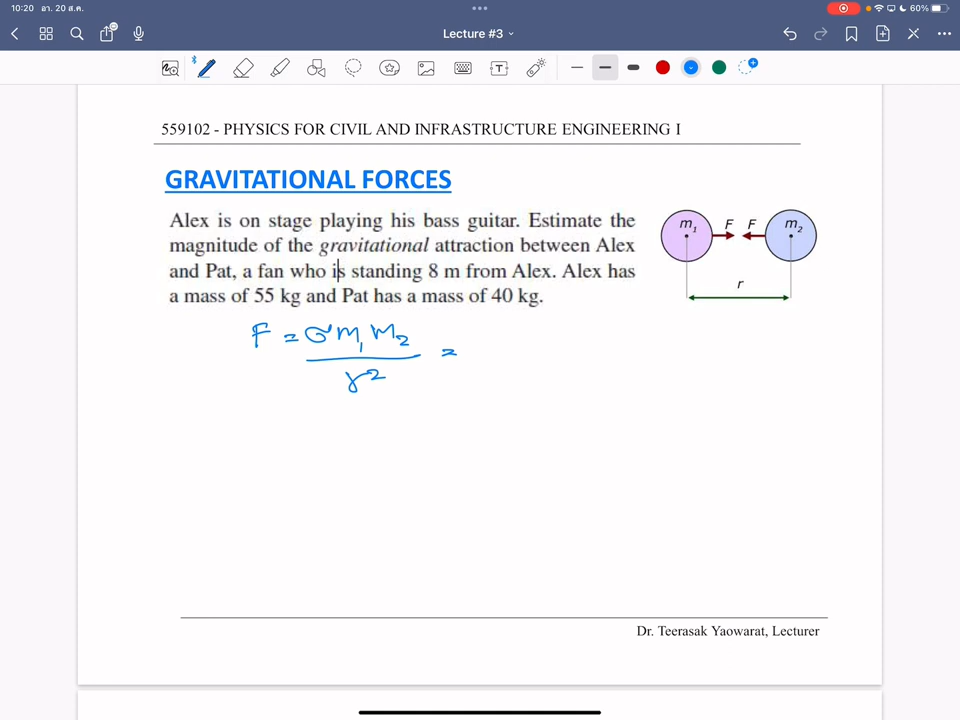 10:20 อา. 20 ส.ค. 60%
Lecture #3
559102 - PHYSICS FOR CIVIL AND INFRASTRUCTURE ENGINEERING I
GRAVITATIONAL FORCES
Alex is on stage playing his bass guitar. Estimate the
magnitude of the gravitational attraction between Alex
and Pat, a fan who is standing 8 m from Alex. Alex has
a mass of 55 kg and Pat has a mass of 40 kg.
m₁ F F m₂
r
F = G m₁ m₂ =
r²
Dr. Teerasak Yaowarat, Lecturer